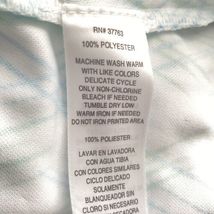 RN# 37763
100% POLYESTER
MACHINE WASH WARM
WITH LIKE COLORS
DELICATE CYCLE
ONLY NON-CHLORINE
BLEACH IF NEEDED
TUMBLE DRY LOW
WARM IRON IF NEEDED
DO NOT IRON PRINTED AREA
100% POLIESTER
LAVAR EN LAVADORA
CON AGUA TIBIA
CON COLORES SIMILARES
CICLO DELICADO
SOLAMENTE
BLANQUEADOR SIN
CLORO SI NECESARIO